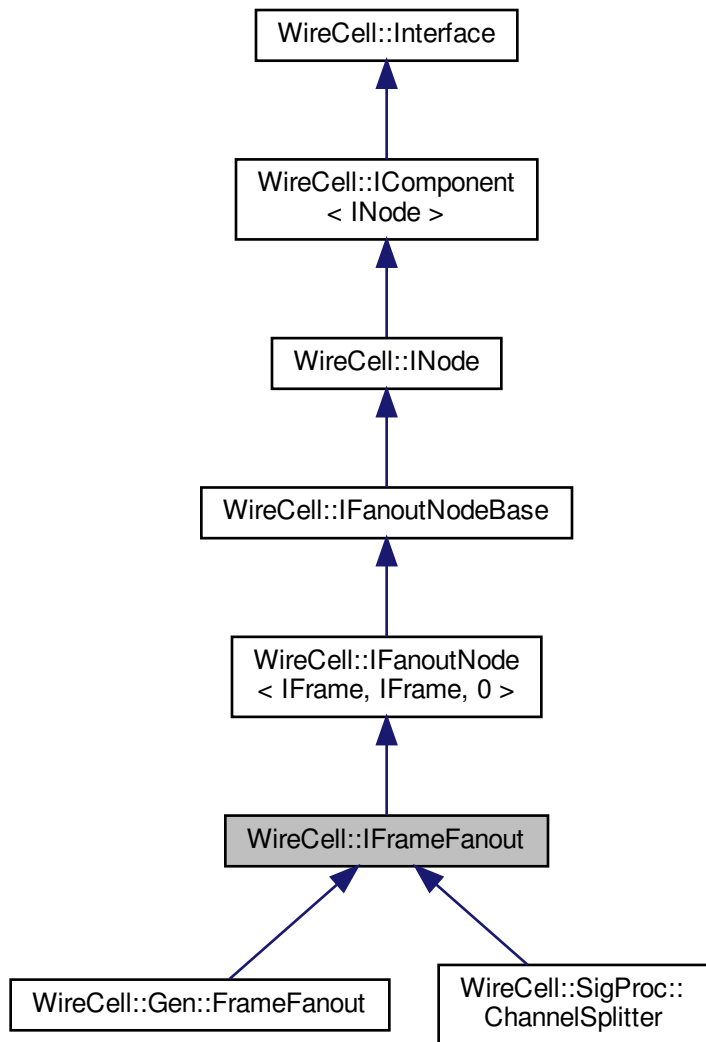 WireCell::Interface
WireCell::IComponent
< INode >
WireCell::INode
WireCell::IFanoutNodeBase
WireCell::IFanoutNode
< IFrame, IFrame, 0 >
WireCell::IFrameFanout
WireCell::Gen::FrameFanout
WireCell::SigProc::
ChannelSplitter